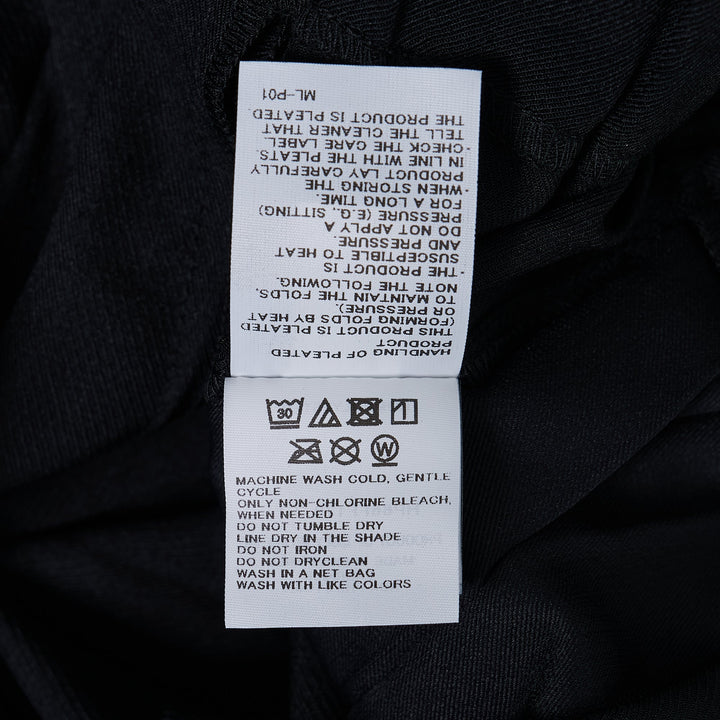 HANDLING OF PLEATED
PRODUCT
THIS PRODUCT IS PLEATED
(FORMING FOLDS BY HEAT
OR PRESSURE).
TO MAINTAIN THE FOLDS,
NOTE THE FOLLOWING.
・THE PRODUCT IS
SUSCEPTIBLE TO HEAT
AND PRESSURE.
DO NOT APPLY A
PRESSURE (E.G., SITTING)
FOR A LONG TIME.
・WHEN STORING THE
PRODUCT LAY CAREFULLY
IN LINE WITH THE PLEATS.
・CHECK THE CARE LABEL.
TELL THE CLEANER THAT
THE PRODUCT IS PLEATED.
ML-P01
30
W
MACHINE WASH COLD, GENTLE
CYCLE
ONLY NON-CHLORINE BLEACH,
WHEN NEEDED
DO NOT TUMBLE DRY
LINE DRY IN THE SHADE
DO NOT IRON
DO NOT DRYCLEAN
WASH IN A NET BAG
WASH WITH LIKE COLORS